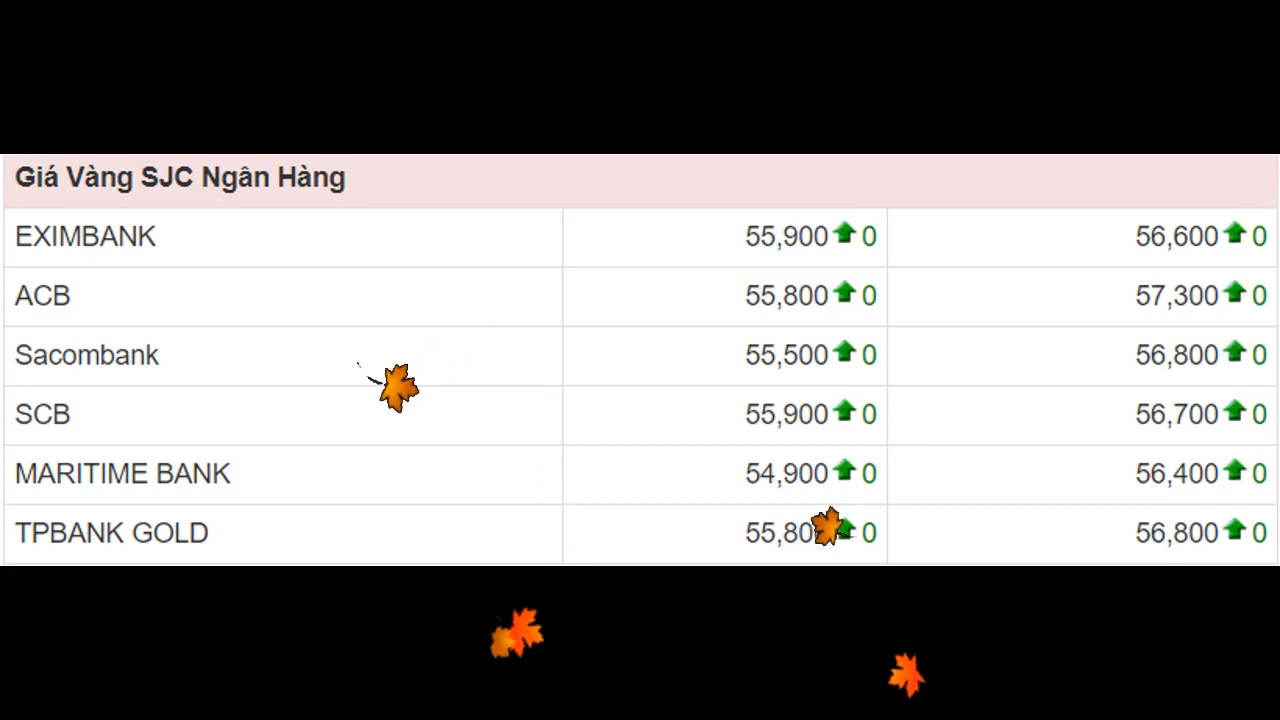 Giá Vàng SJC Ngân Hàng
EXIMBANK 55,900 0 56,600 0
ACB 55,800 0 57,300 0
Sacombank 55,500 0 56,800 0
SCB 55,900 0 56,700 0
MARITIME BANK 54,900 0 56,400 0
TPBANK GOLD 0 56,800 0